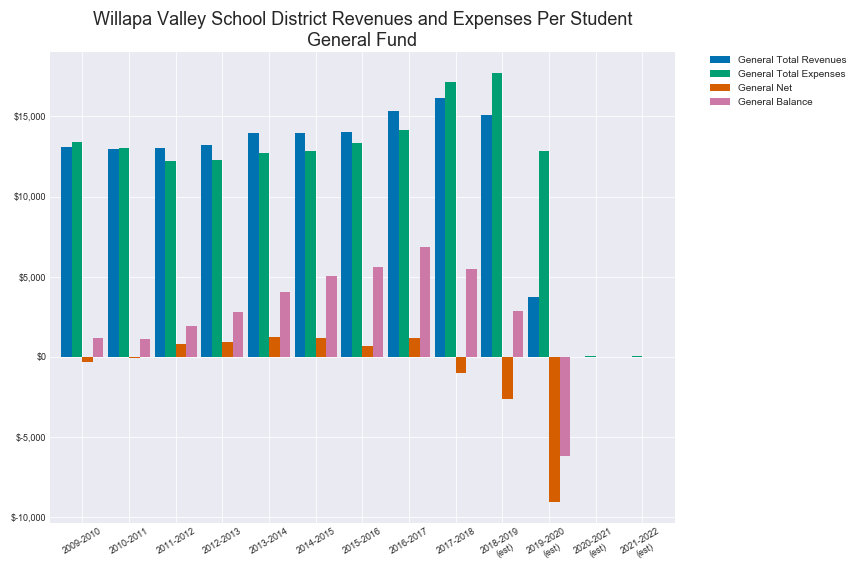 Willapa Valley School District Revenues and Expenses Per Student
General Fund
General Total Revenues
General Total Expenses
General Net
General Balance
$15,000
$10,000
$5,000
$0
$-5,000
$-10,000
2009-2010
2010-2011
2011-2012
2012-2013
2013-2014
2014-2015
2015-2016
2016-2017
2017-2018
2018-2019
(est)
2019-2020
(est)
2020-2021
(est)
2021-2022
(est)